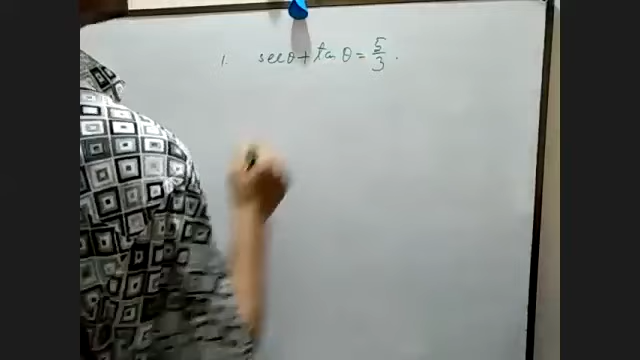 1. secθ + tanθ = 5/3.